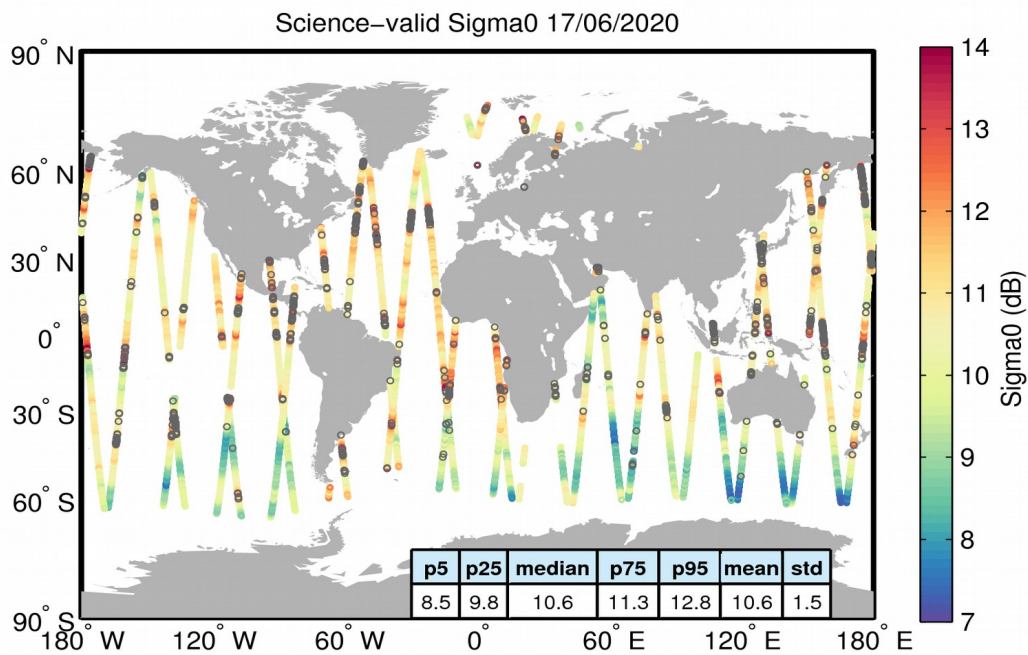 Science−valid Sigma0 17/06/2020
90° N
60° N
30° N
0°
30° S
60° S
90° S
180° W
120° W
60° W
0°
60° E
120° E
180° E
p5 p25 median p75 p95 mean std
8.5 9.8 10.6 11.3 12.8 10.6 1.5
14
13
12
11
10
9
8
7
Sigma0 (dB)